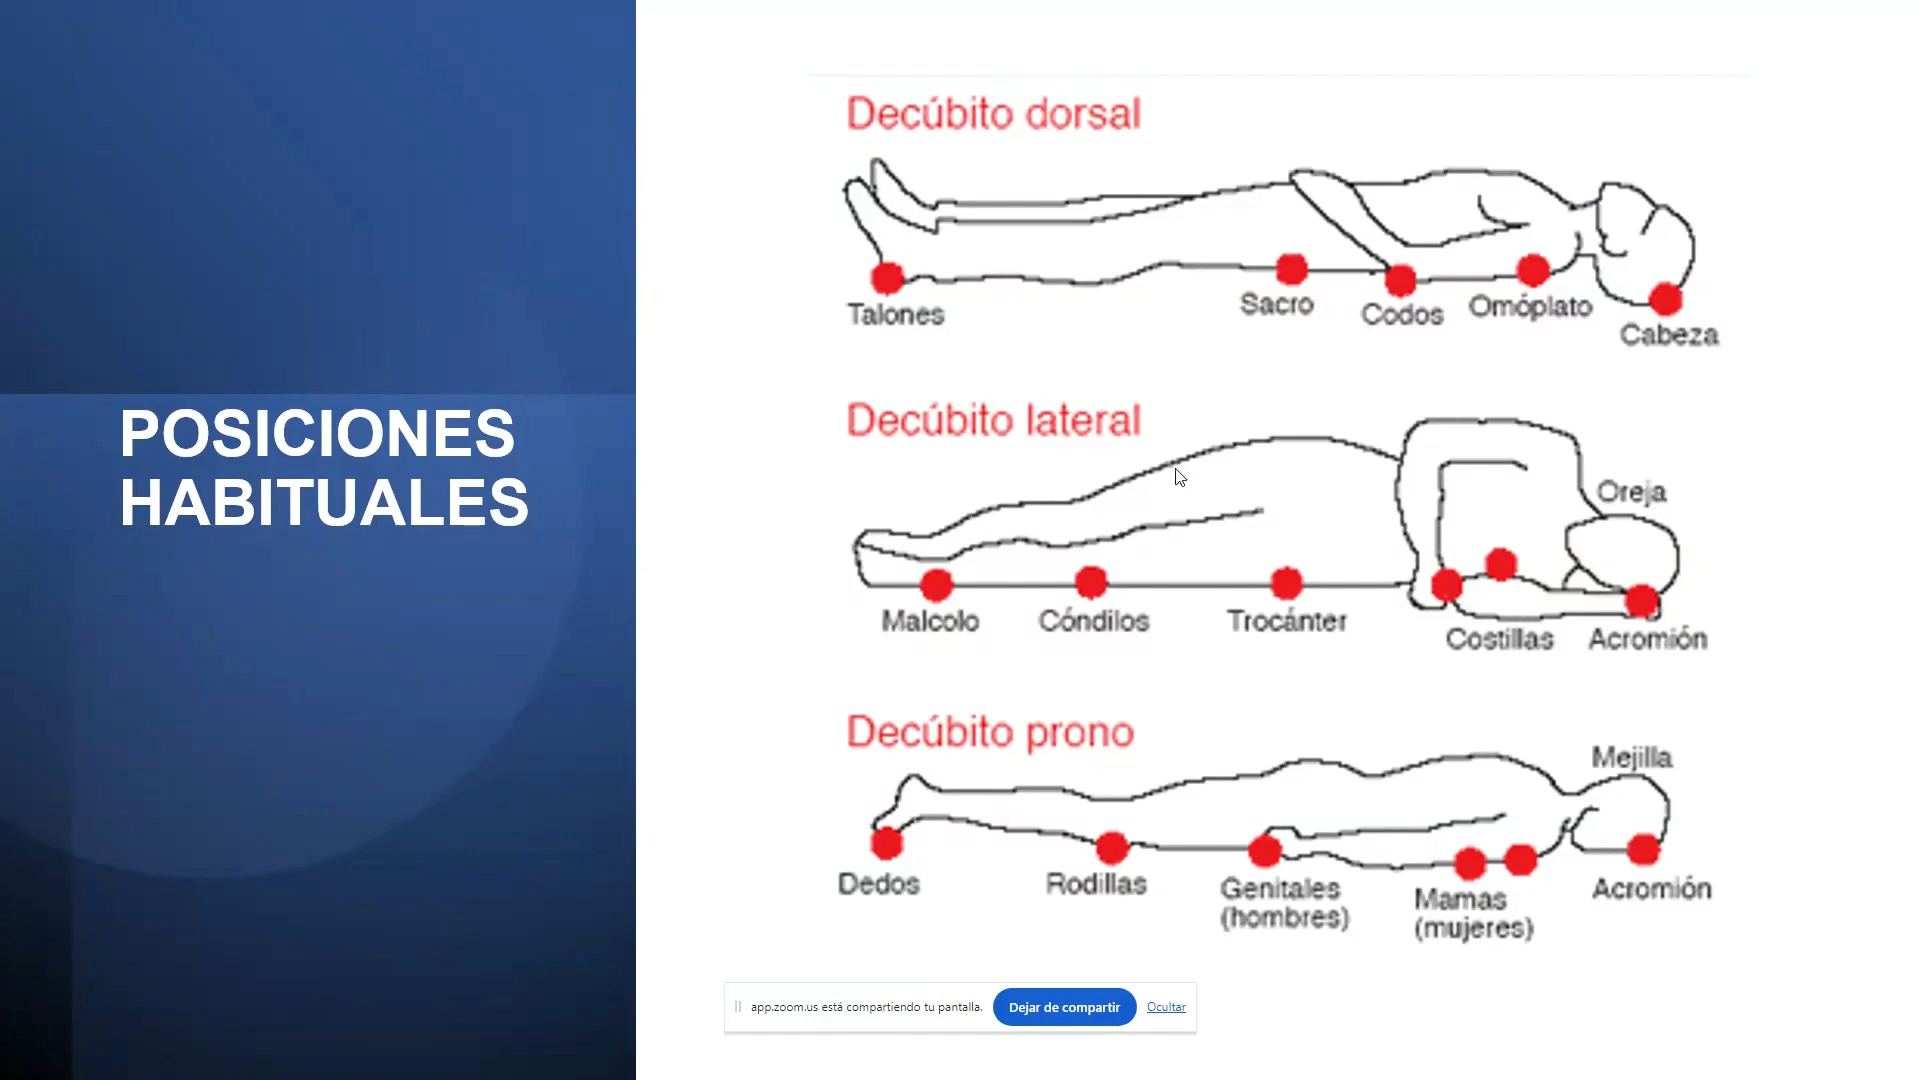 POSICIONES
HABITUALES
Decúbito dorsal
Talones
Sacro
Codos
Omóplato
Cabeza
Decúbito lateral
Oreja
Malcolo
Cóndilos
Trocánter
Costillas
Acromión
Decúbito prono
Mejilla
Dedos
Rodillas
Genitales
(hombres)
Mamas
(mujeres)
Acromión
app.zoom.us está compartiendo tu pantalla.
Dejar de compartir
Ocultar